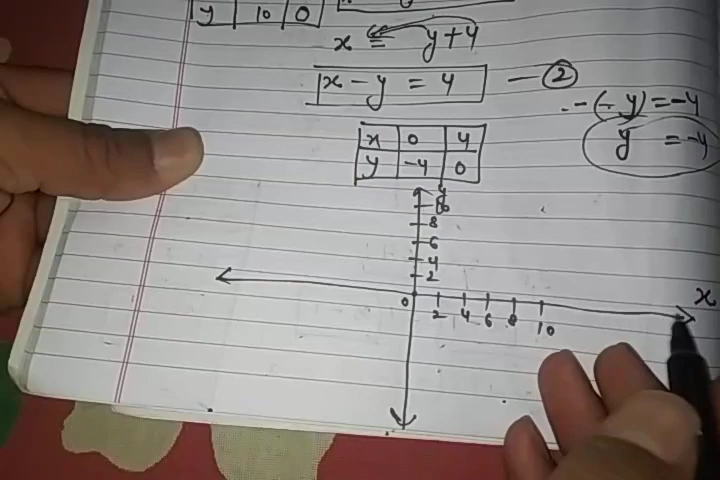 y 10 0
x = y+4
x - y = 4 — ②
- (- y) = -4
y = -4
x 0 4
y -4 0
y
10
8
6
4
2
x
0 2 4 6 8 10